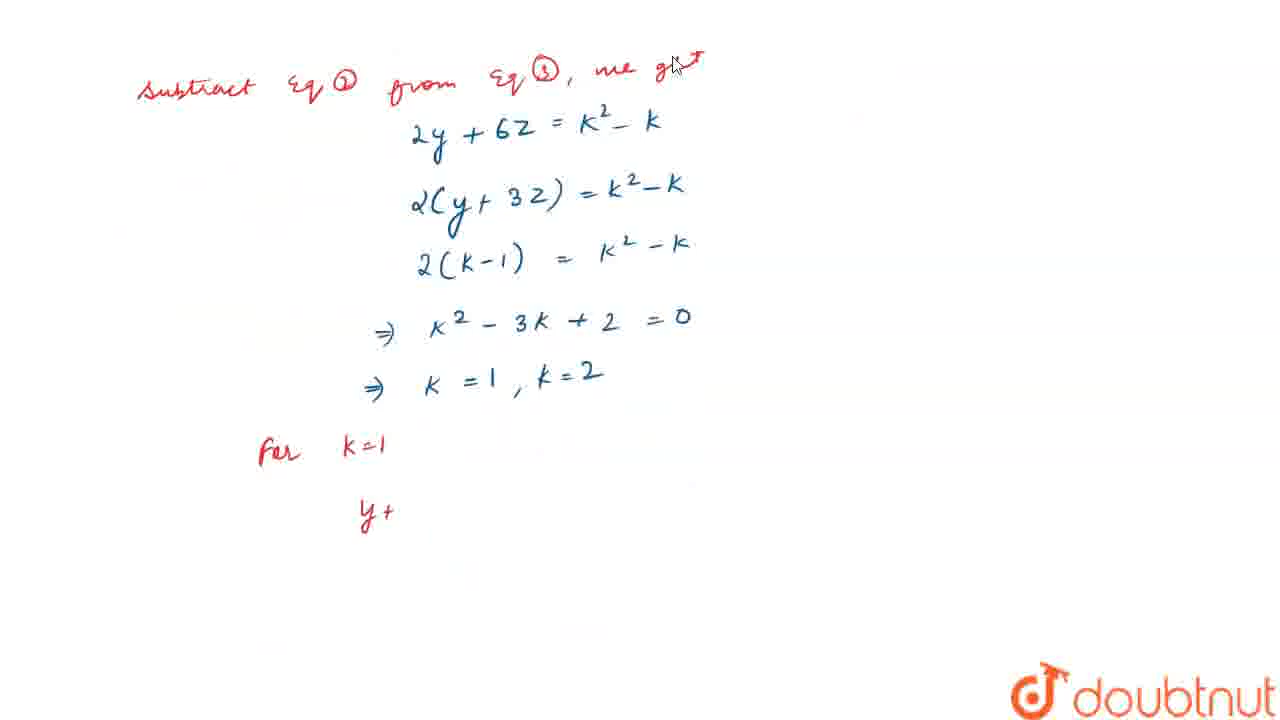 Subtract Eq ② from Eq ③, we get
2y + 6z = k² - k
2(y + 3z) = k² - k
2(k - 1) = k² - k
⇒ k² - 3k + 2 = 0
⇒ k = 1, k = 2
For k = 1
y +
doubtnut